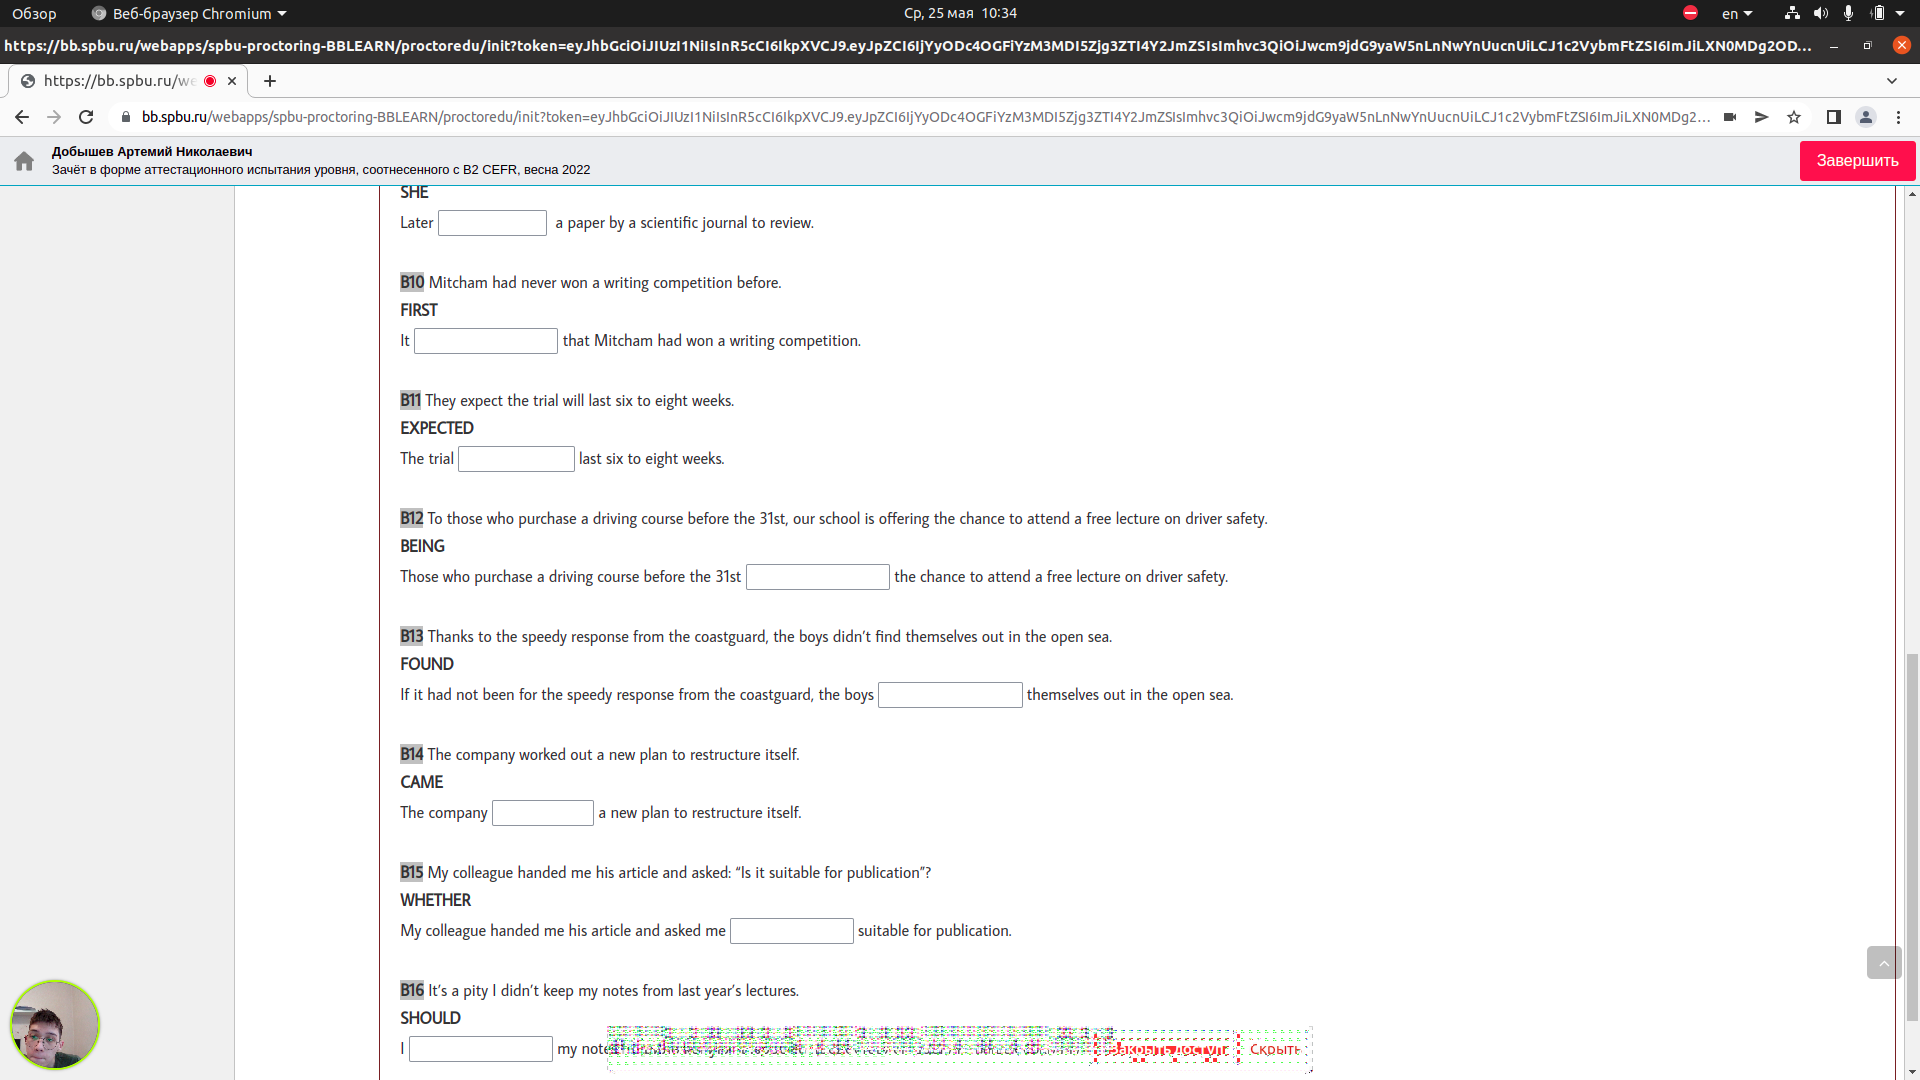 Обзор
Веб-браузер Chromium
Ср, 25 мая 10:34
en
https://bb.spbu.ru/webapps/spbu-proctoring-BBLEARN/proctoredu/init?token=
https://bb.spbu.ru/we
bb.spbu.ru/webapps/spbu-proctoring-BBLEARN/proctoredu/init?token=
Добышев Артемий Николаевич
Зачёт в форме аттестационного испытания уровня, соотнесенного с B2 CEFR, весна 2022
Завершить
SHE
Later a paper by a scientific journal to review.
B10 Mitcham had never won a writing competition before.
FIRST
It that Mitcham had won a writing competition.
B11 They expect the trial will last six to eight weeks.
EXPECTED
The trial last six to eight weeks.
B12 To those who purchase a driving course before the 31st, our school is offering the chance to attend a free lecture on driver safety.
BEING
Those who purchase a driving course before the 31st the chance to attend a free lecture on driver safety.
B13 Thanks to the speedy response from the coastguard, the boys didn't find themselves out in the open sea.
FOUND
If it had not been for the speedy response from the coastguard, the boys themselves out in the open sea.
B14 The company worked out a new plan to restructure itself.
CAME
The company a new plan to restructure itself.
B15 My colleague handed me his article and asked: “Is it suitable for publication”?
WHETHER
My colleague handed me his article and asked me suitable for publication.
B16 It's a pity I didn't keep my notes from last year's lectures.
SHOULD
I my
Закрыть доступ
Скрыть